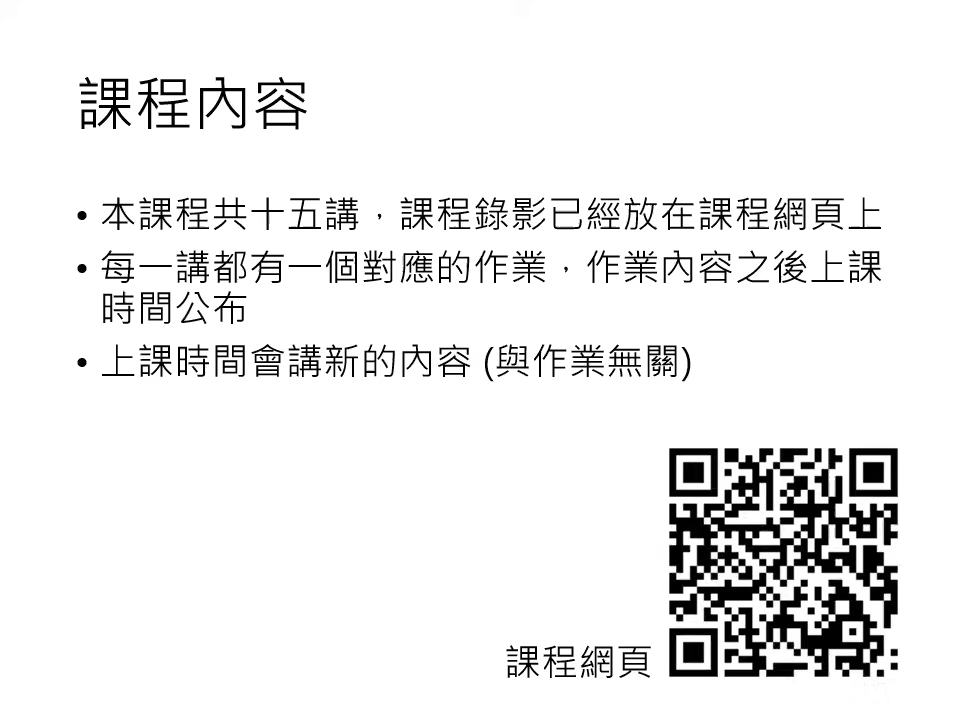 課程內容
• 本課程共十五講，課程錄影已經放在課程網頁上
• 每一講都有一個對應的作業，作業內容之後上課
時間公布
• 上課時間會講新的內容 (與作業無關)
課程網頁